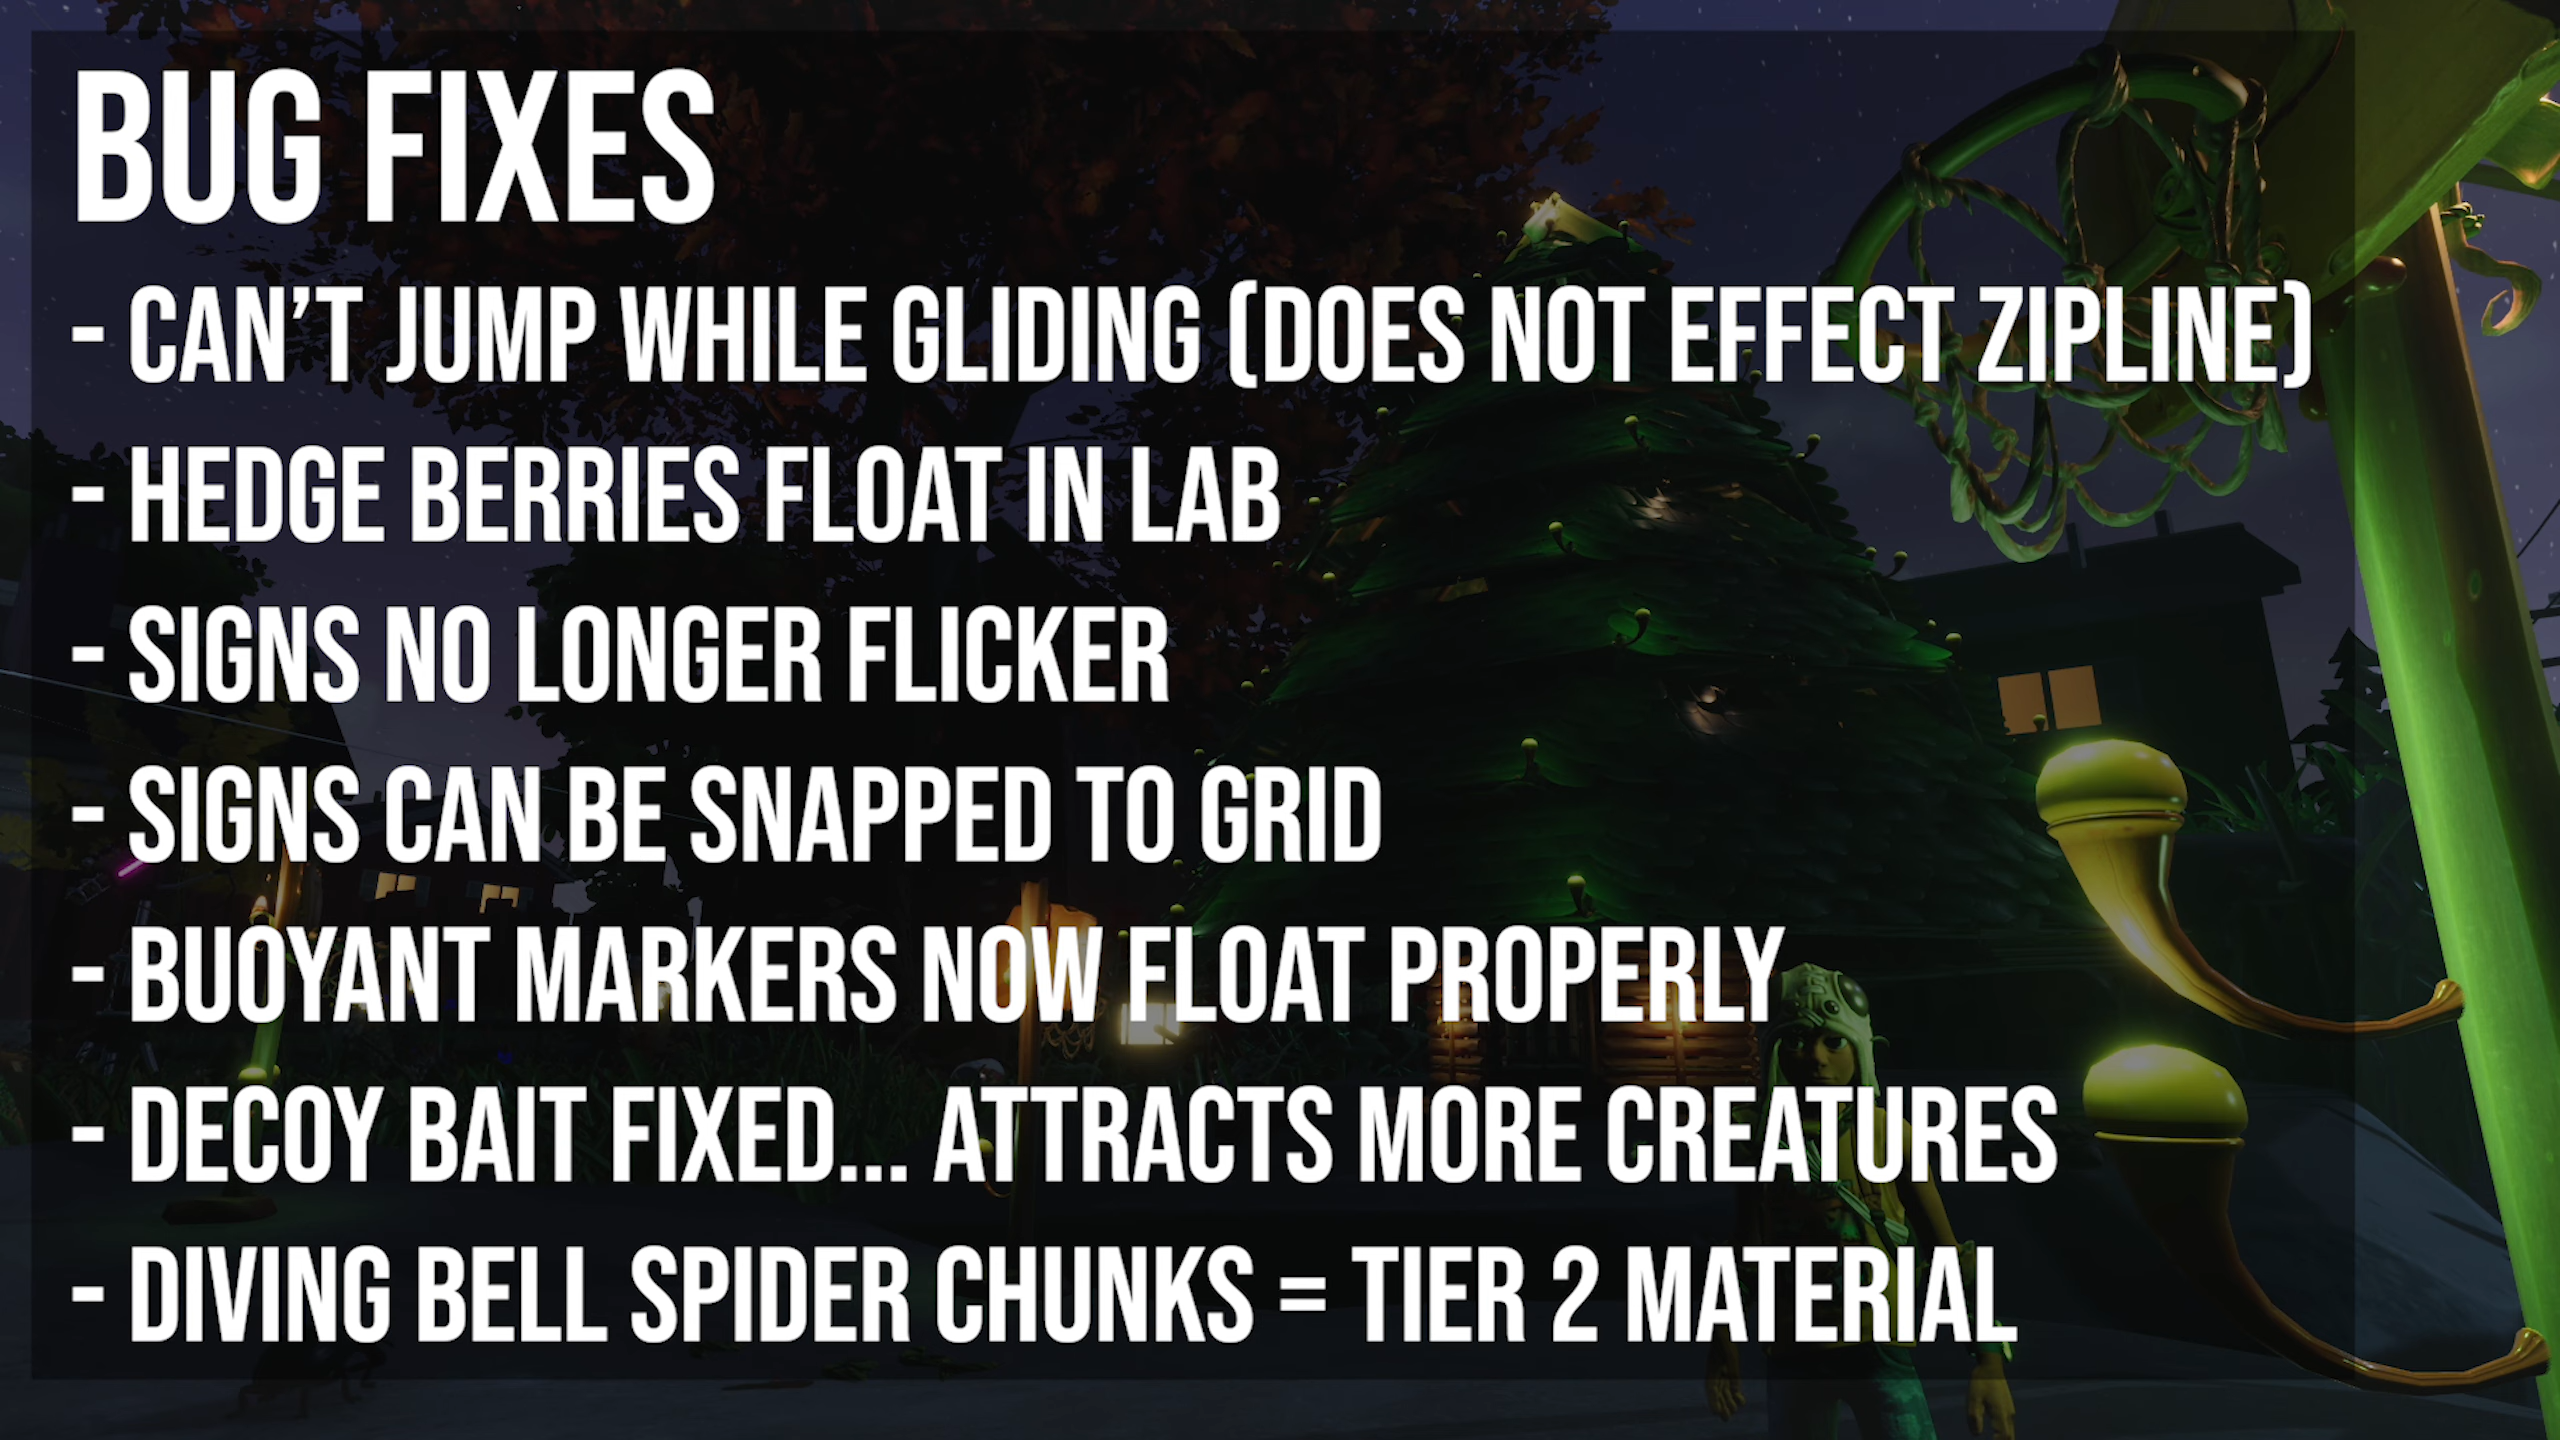 BUG FIXES
- CAN'T JUMP WHILE GLIDING (DOES NOT EFFECT ZIPLINE)
- HEDGE BERRIES FLOAT IN LAB
- SIGNS NO LONGER FLICKER
- SIGNS CAN BE SNAPPED TO GRID
- BUOYANT MARKERS NOW FLOAT PROPERLY
- DECOY BAIT FIXED... ATTRACTS MORE CREATURES
- DIVING BELL SPIDER CHUNKS = TIER 2 MATERIAL